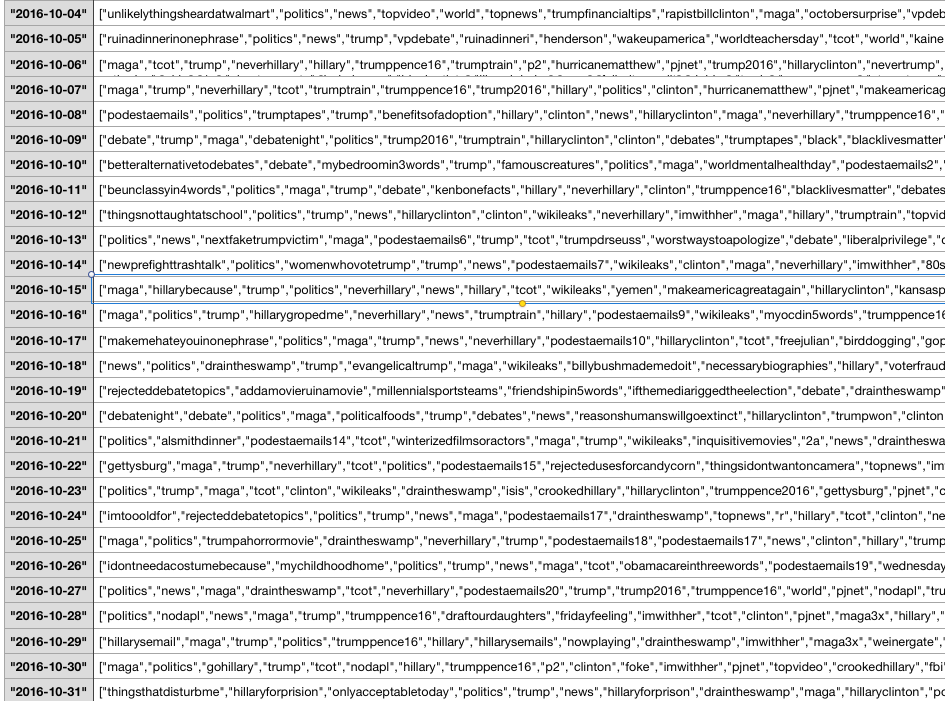 "2016-10-04" ["unlikelythingsheardatwalmart","politics","news","topvideo","world","topnews","trumpfinancialtips","rapistbillclinton","maga","octobersurprise","vpdeb
"2016-10-05" ["ruinadinnerinonephrase","politics","news","trump","vpdebate","ruinadinneri","henderson","wakeupamerica","worldteachersday","tcot","world","kaine
"2016-10-06" ["maga","tcot","trump","neverhillary","hillary","trumppence16","trumptrain","p2","hurricanematthew","pjnet","trump2016","hillaryclinton","nevertrump",
"2016-10-07" ["maga","trump","neverhillary","tcot","trumptrain","trumppence16","trump2016","hillary","politics","clinton","hurricanematthew","pjnet","makeamericag
"2016-10-08" ["podestaemails","politics","trumptapes","trump","benefitsofadoption","hillary","clinton","news","hillaryclinton","maga","neverhillary","trumppence16",
"2016-10-09" ["debate","trump","maga","debatenight","politics","trump2016","trumptrain","hillaryclinton","clinton","debates","trumptapes","black","blacklivesmatter"
"2016-10-10" ["betteralternativetodebates","debate","mybedroomin3words","trump","famouscreatures","politics","maga","worldmentalhealthday","podestaemails2","
"2016-10-11" ["beunclassyin4words","politics","maga","trump","debate","kenbonefacts","hillary","neverhillary","clinton","trumppence16","blacklivesmatter","debates
"2016-10-12" ["thingsnottaughtatschool","politics","trump","news","hillaryclinton","clinton","wikileaks","neverhillary","imwithher","maga","hillary","trumptrain","topvid
"2016-10-13" ["politics","news","nextfaketrumpvictim","maga","podestaemails6","trump","tcot","trumpdrseuss","worstwaystoapologize","debate","liberalprivilege","c
"2016-10-14" ["newprefighttrashtalk","politics","womenwhovotetrump","trump","news","podestaemails7","wikileaks","clinton","maga","neverhillary","imwithher","80s
"2016-10-15" ["maga","hillarybecause","trump","politics","neverhillary","news","hillary","tcot","wikileaks","yemen","makeamericagreatagain","hillaryclinton","kansasp
"2016-10-16" ["maga","politics","trump","hillarygropedme","neverhillary","news","trumptrain","hillary","podestaemails9","wikileaks","myocdin5words","trumppence16
"2016-10-17" ["makemehateyouinonephrase","politics","maga","trump","news","neverhillary","podestaemails10","hillaryclinton","tcot","freejulian","birddogging","gop
"2016-10-18" ["news","politics","draintheswamp","trump","evangelicaltrump","maga","wikileaks","billybushmademedoit","necessarybiographies","hillary","voterfraud
"2016-10-19" ["rejecteddebatetopics","addamovieruinamovie","millennialsportsteams","friendshipin5words","ifthemediariggedtheelection","debate","draintheswamp"
"2016-10-20" ["debatenight","debate","politics","maga","politicalfoods","trump","debates","news","reasonshumanswillgoextinct","hillaryclinton","trumpwon","clinton
"2016-10-21" ["politics","alsmithdinner","podestaemails14","tcot","winterizedfilmsoractors","maga","trump","wikileaks","inquisitivemovies","2a","news","draintheswa
"2016-10-22" ["gettysburg","maga","trump","neverhillary","tcot","politics","podestaemails15","rejectedusesforcandycorn","thingsidontwantoncamera","topnews","im
"2016-10-23" ["politics","trump","maga","tcot","clinton","wikileaks","draintheswamp","isis","crookedhillary","hillaryclinton","trumppence2016","gettysburg","pjnet","c
"2016-10-24" ["imtoooldfor","rejecteddebatetopics","politics","trump","news","maga","podestaemails17","draintheswamp","topnews","r","hillary","tcot","clinton","ne
"2016-10-25" ["maga","politics","trumpahorrormovie","draintheswamp","neverhillary","trump","podestaemails18","podestaemails17","news","clinton","hillary","trump
"2016-10-26" ["idontneedacostumebecause","mychildhoodhome","politics","trump","news","maga","tcot","obamacareinthreewords","podestaemails19","wednesday
"2016-10-27" ["politics","news","maga","draintheswamp","tcot","neverhillary","podestaemails20","trump","trump2016","trumppence16","world","pjnet","nodapl","tru
"2016-10-28" ["politics","nodapl","news","maga","trump","trumppence16","draftourdaughters","fridayfeeling","imwithher","tcot","clinton","pjnet","maga3x","hillary","
"2016-10-29" ["hillarysemail","maga","trump","politics","trumppence16","hillary","hillarysemails","nowplaying","draintheswamp","imwithher","maga3x","weinergate",
"2016-10-30" ["maga","politics","gohillary","trump","tcot","nodapl","hillary","trumppence16","p2","clinton","foke","imwithher","pjnet","topvideo","crookedhillary","fbi
"2016-10-31" ["thingsthatdisturbme","hillaryforprision","onlyacceptabletoday","politics","trump","news","hillaryforprison","draintheswamp","maga","hillaryclinton","po